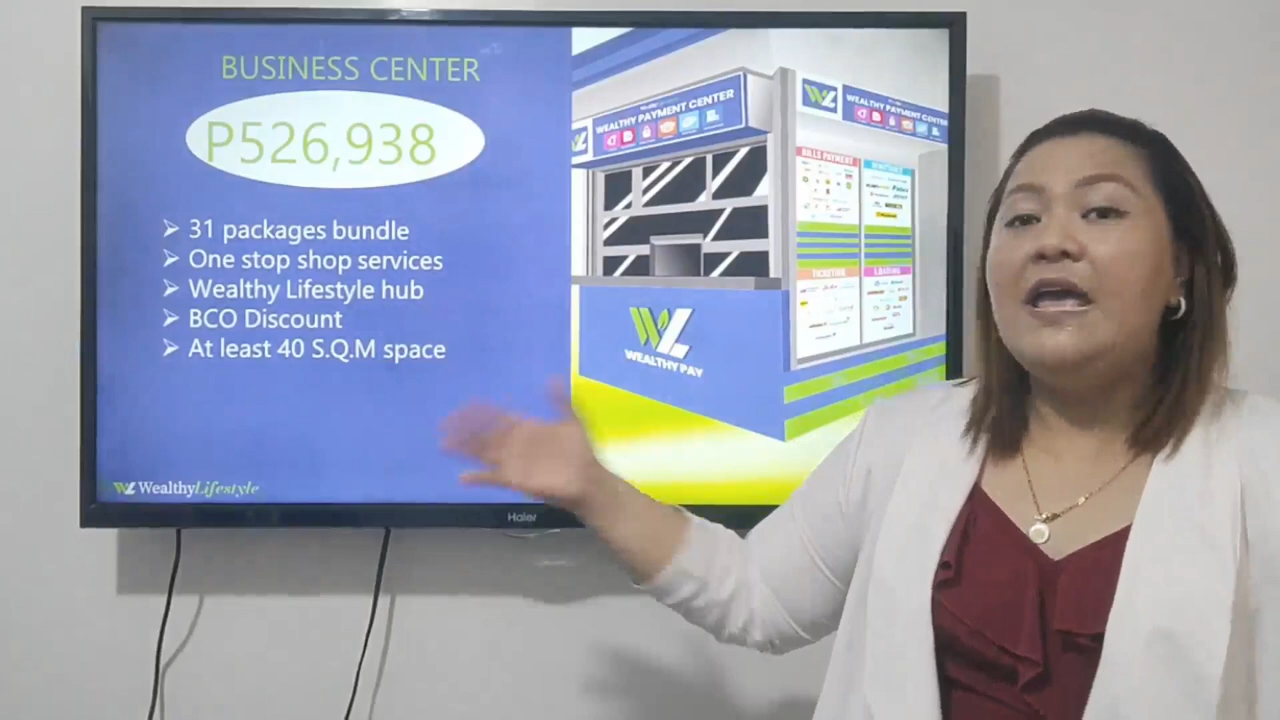 BUSINESS CENTER
P526,938
➢ 31 packages bundle
➢ One stop shop services
➢ Wealthy Lifestyle hub
➢ BCO Discount
➢ At least 40 S.Q.M space
WL WealthyLifestyle
WEALTHY PAYMENT CENTER
WL
WEALTHY PAYMENT CENTER
BILLS PAYMENT
TICKETING
LOADING
WL
WEALTHY PAY
Haier